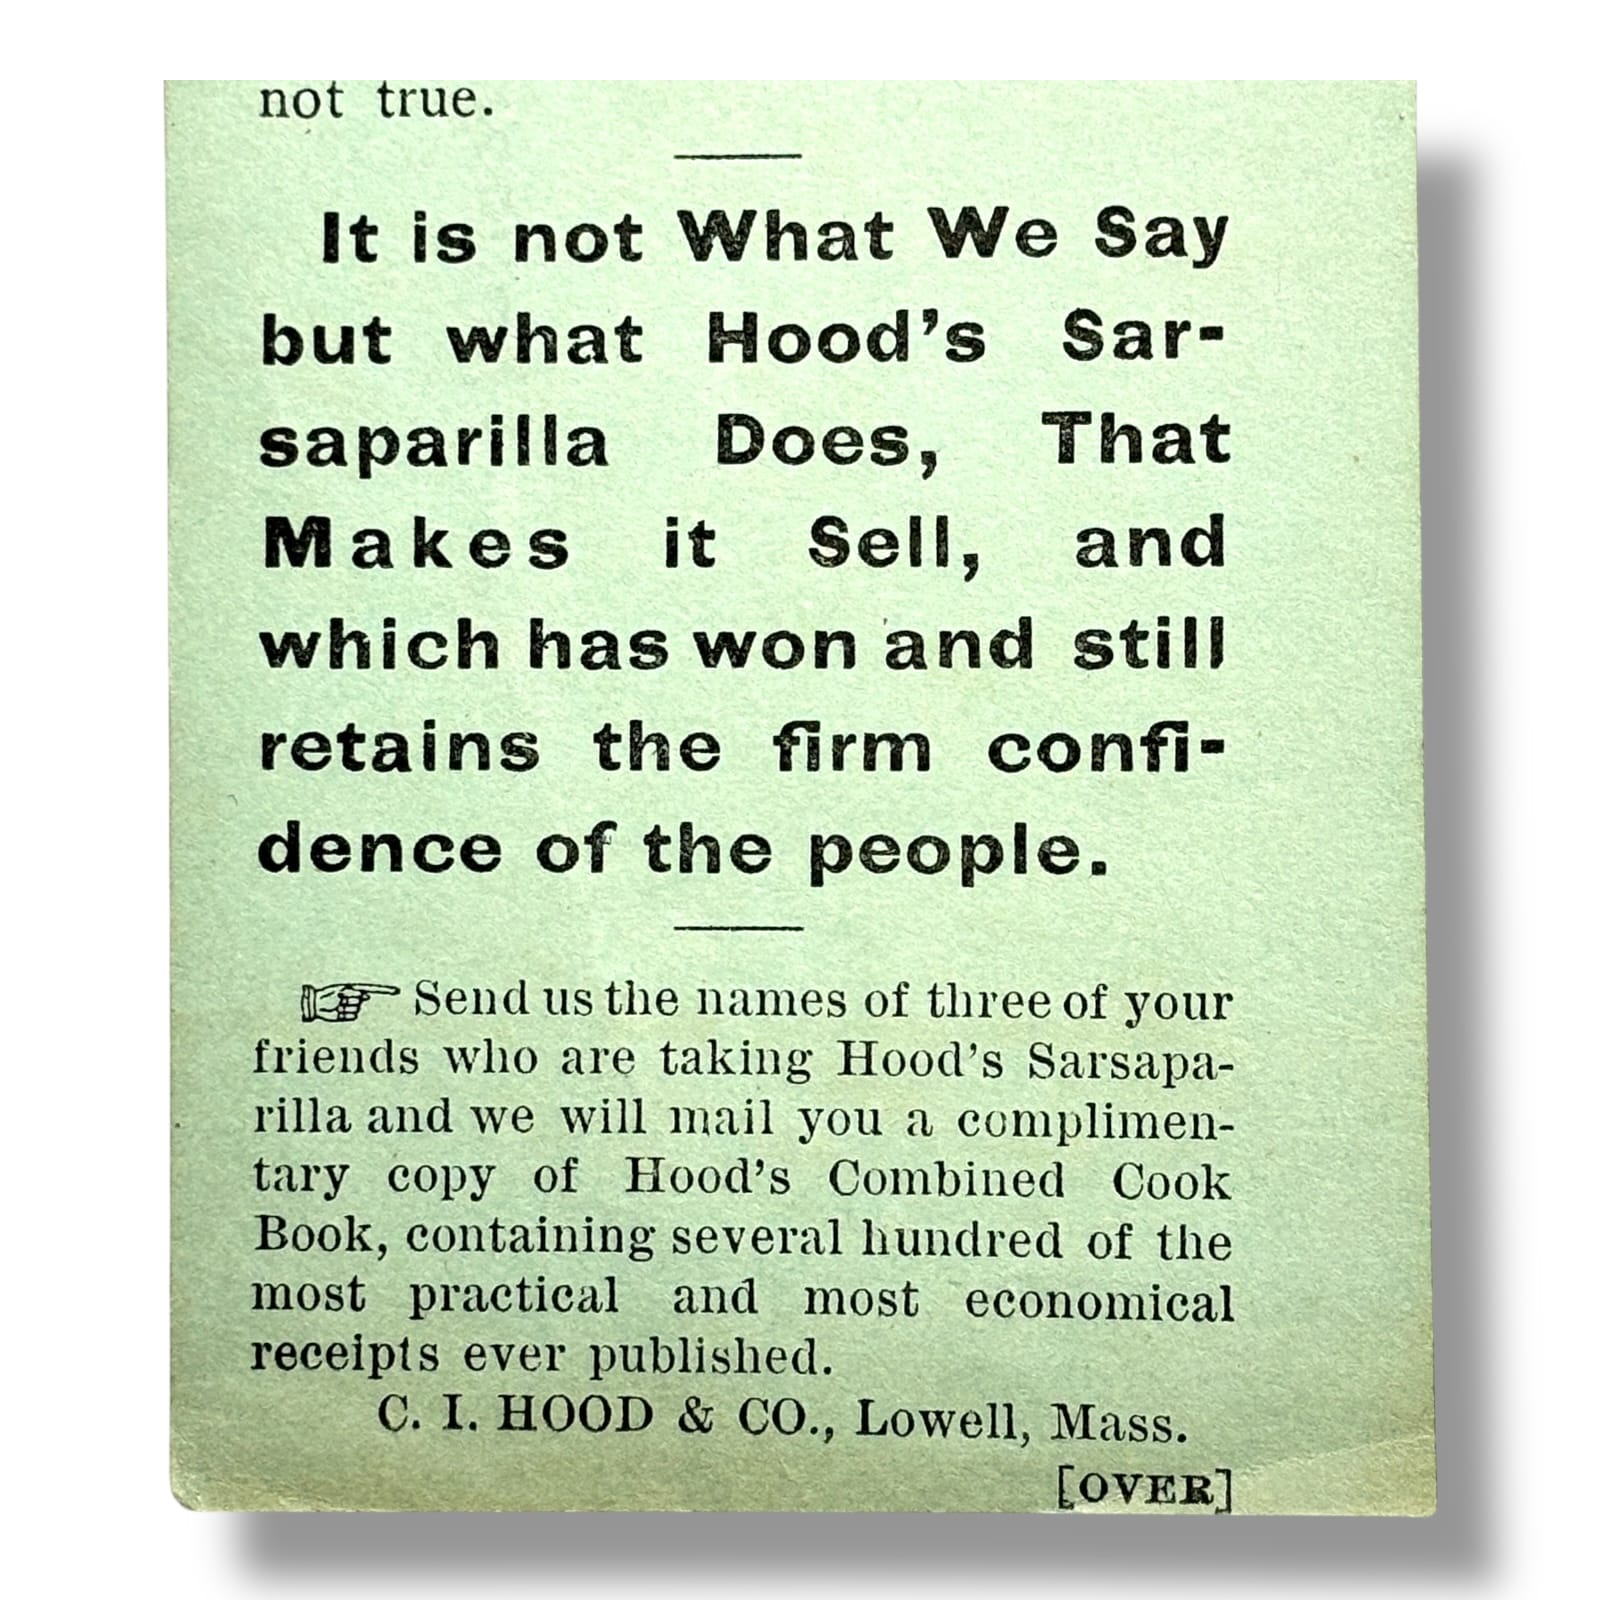 not true.
It is not What We Say
but what Hood's Sar-
saparilla Does, That
Makes it Sell, and
which has won and still
retains the firm confi-
dence of the people.
☞ Send us the names of three of your
friends who are taking Hood's Sarsapa-
rilla and we will mail you a complimen-
tary copy of Hood's Combined Cook
Book, containing several hundred of the
most practical and most economical
receipts ever published.
C. I. HOOD & CO., Lowell, Mass.
[OVER]